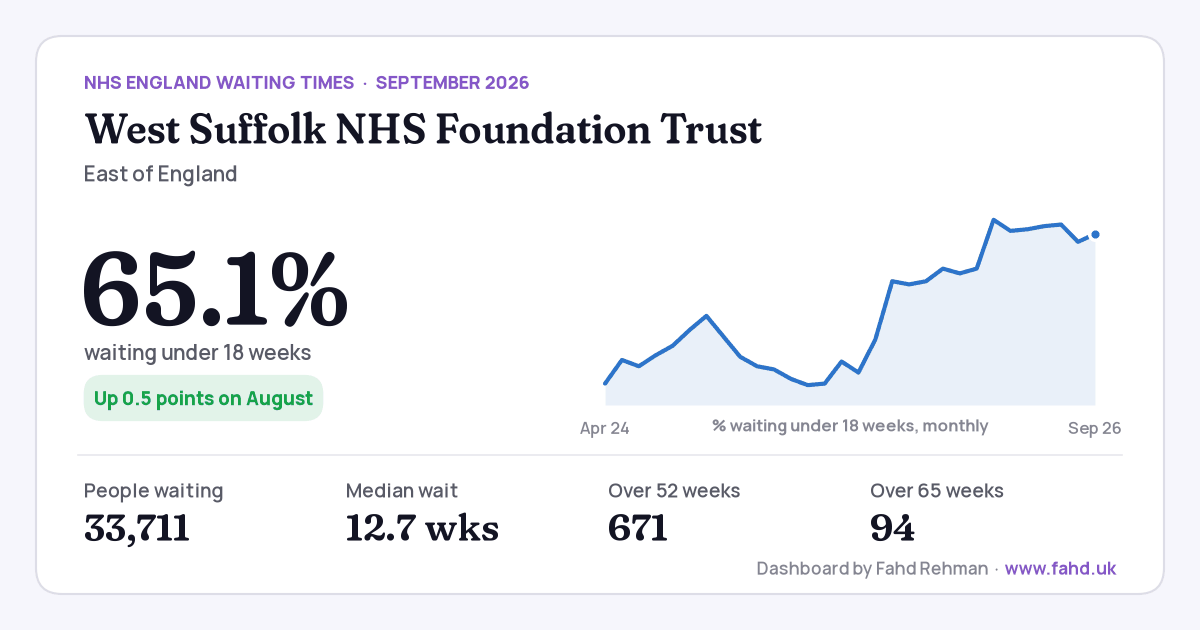 NHS ENGLAND WAITING TIMES · SEPTEMBER 2026
West Suffolk NHS Foundation Trust
East of England
65.1%
waiting under 18 weeks
Up 0.5 points on August
Apr 24
% waiting under 18 weeks, monthly
Sep 26
People waiting
33,711
Median wait
12.7 wks
Over 52 weeks
671
Over 65 weeks
94
Dashboard by Fahd Rehman · www.fahd.uk